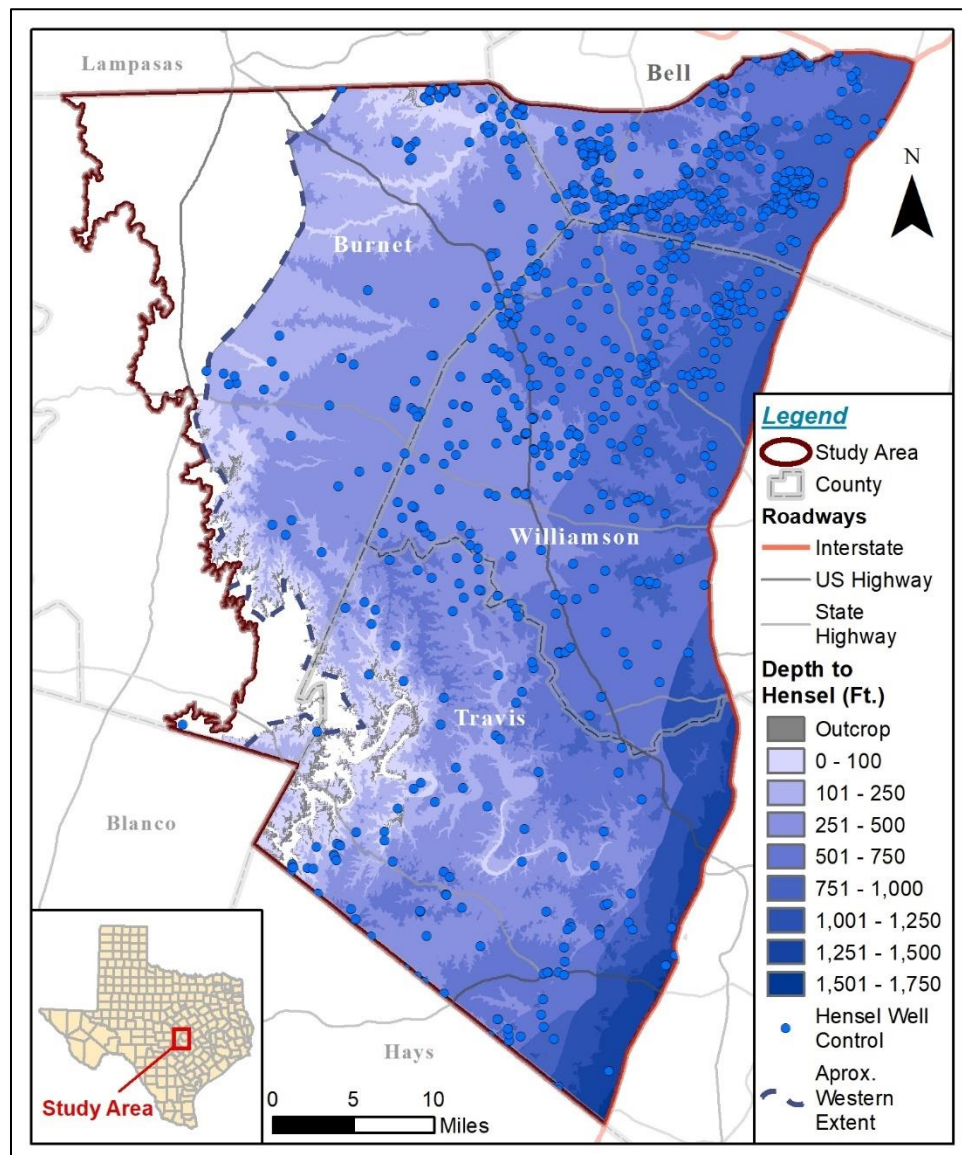 Lampasas
Bell
N
Burnet
Williamson
Travis
Blanco
Hays
Legend
Study Area
County
Roadways
Interstate
US Highway
State
Highway
Depth to
Hensel (Ft.)
Outcrop
0 - 100
101 - 250
251 - 500
501 - 750
751 - 1,000
1,001 - 1,250
1,251 - 1,500
1,501 - 1,750
Hensel Well
Control
Aprox.
Western
Extent
Study Area
0 5 10
Miles